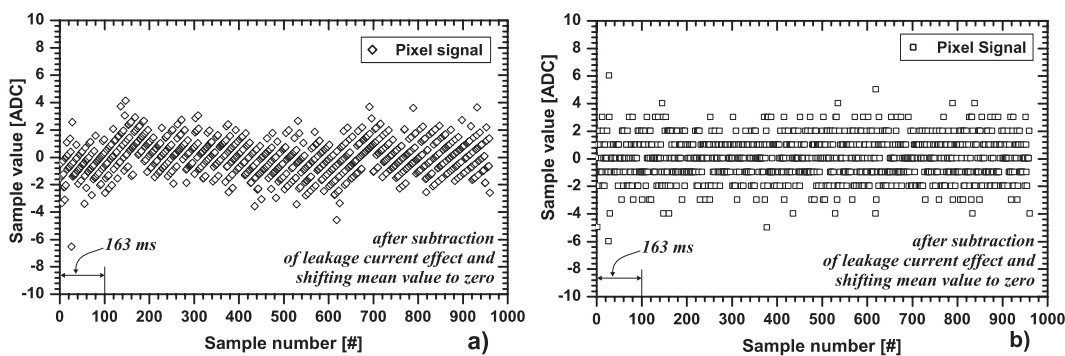 10
8
6
4
2
0
-2
-4
-6
-8
-10
Sample value [ADC]
Pixel signal
163 ms
after subtraction
of leakage current effect and
shifting mean value to zero
0 100 200 300 400 500 600 700 800 900 1000
Sample number [#]
a)
10
8
6
4
2
0
-2
-4
-6
-8
-10
Sample value [ADC]
Pixel Signal
163 ms
after subtraction
of leakage current effect and
shifting mean value to zero
0 100 200 300 400 500 600 700 800 900 1000
Sample number [#]
b)